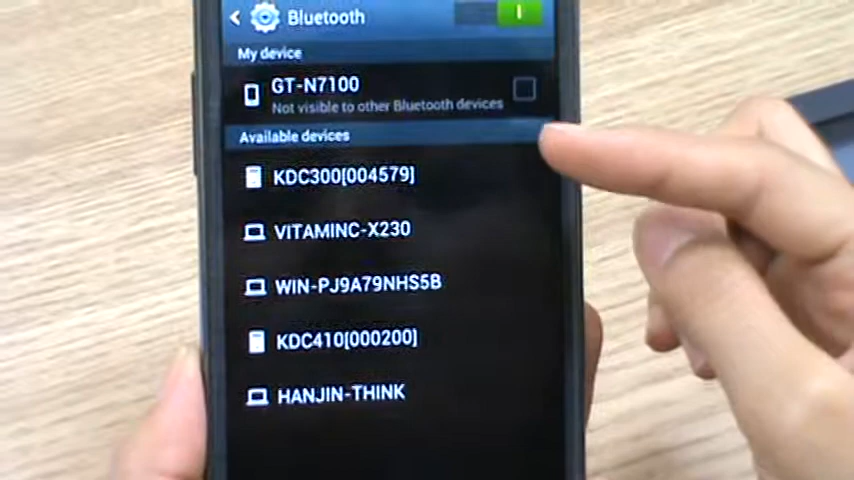 Bluetooth
My device
GT-N7100
Not visible to other Bluetooth devices
Available devices
KDC300[004579]
VITAMINC-X230
WIN-PJ9A79NHS5B
KDC410[000200]
HANJIN-THINK